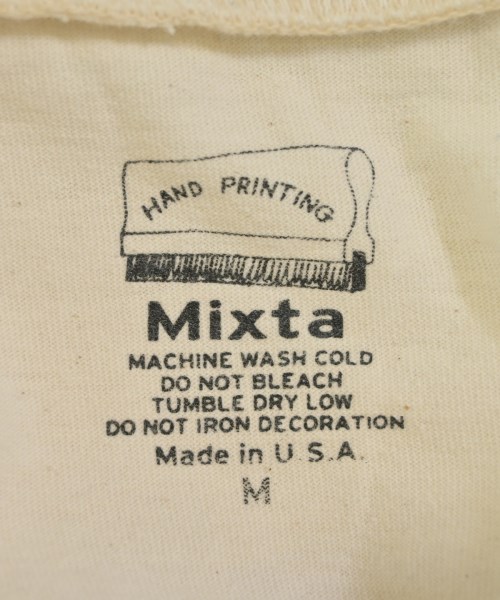 HAND PRINTING
Mixta
MACHINE WASH COLD
DO NOT BLEACH
TUMBLE DRY LOW
DO NOT IRON DECORATION
Made in U.S.A.
M